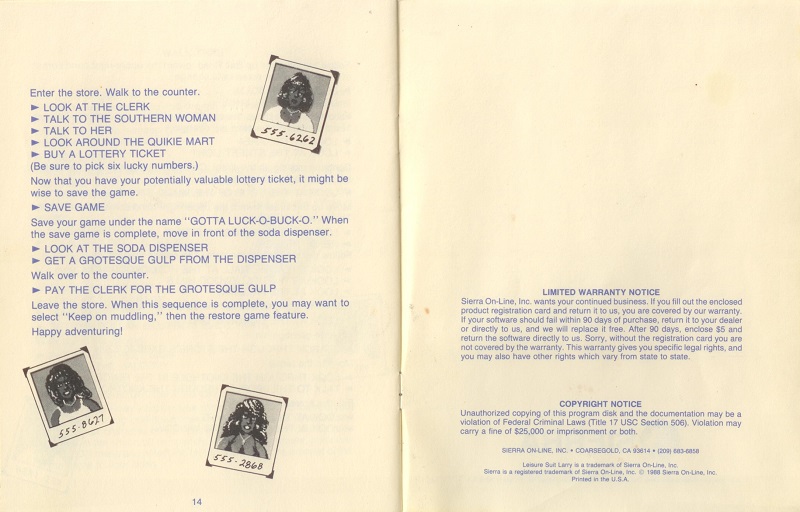 Enter the store. Walk to the counter.
► LOOK AT THE CLERK
► TALK TO THE SOUTHERN WOMAN
► TALK TO HER
► LOOK AROUND THE QUIKIE MART
► BUY A LOTTERY TICKET
(Be sure to pick six lucky numbers.)
Now that you have your potentially valuable lottery ticket, it might be
wise to save the game.
► SAVE GAME
Save your game under the name "GOTTA LUCK-O-BUCK-O." When
the save game is complete, move in front of the soda dispenser.
► LOOK AT THE SODA DISPENSER
► GET A GROTESQUE GULP FROM THE DISPENSER
Walk over to the counter.
► PAY THE CLERK FOR THE GROTESQUE GULP
Leave the store. When this sequence is complete, you may want to
select "Keep on muddling," then the restore game feature.
Happy adventuring!
555-6262
555-8627
555-2868
14
LIMITED WARRANTY NOTICE
Sierra On-Line, Inc. wants your continued business. If you fill out the enclosed
product registration card and return it to us, you are covered by our warranty.
If your software should fail within 90 days of purchase, return it to your dealer
or directly to us, and we will replace it free. After 90 days, enclose $5 and
return the software directly to us. Sorry, without the registration card you are
not covered by the warranty. This warranty gives you specific legal rights, and
you may also have other rights which vary from state to state.
COPYRIGHT NOTICE
Unauthorized copying of this program disk and the documentation may be a
violation of Federal Criminal Laws (Title 17 USC Section 506). Violation may
carry a fine of $25,000 or imprisonment or both.
SIERRA ON-LINE, INC. • COARSEGOLD, CA 93614 • (209) 683-6858
Leisure Suit Larry is a trademark of Sierra On-Line, Inc.
Sierra is a registered trademark of Sierra On-Line, Inc. © 1988 Sierra On-Line, Inc.
Printed in the U.S.A.